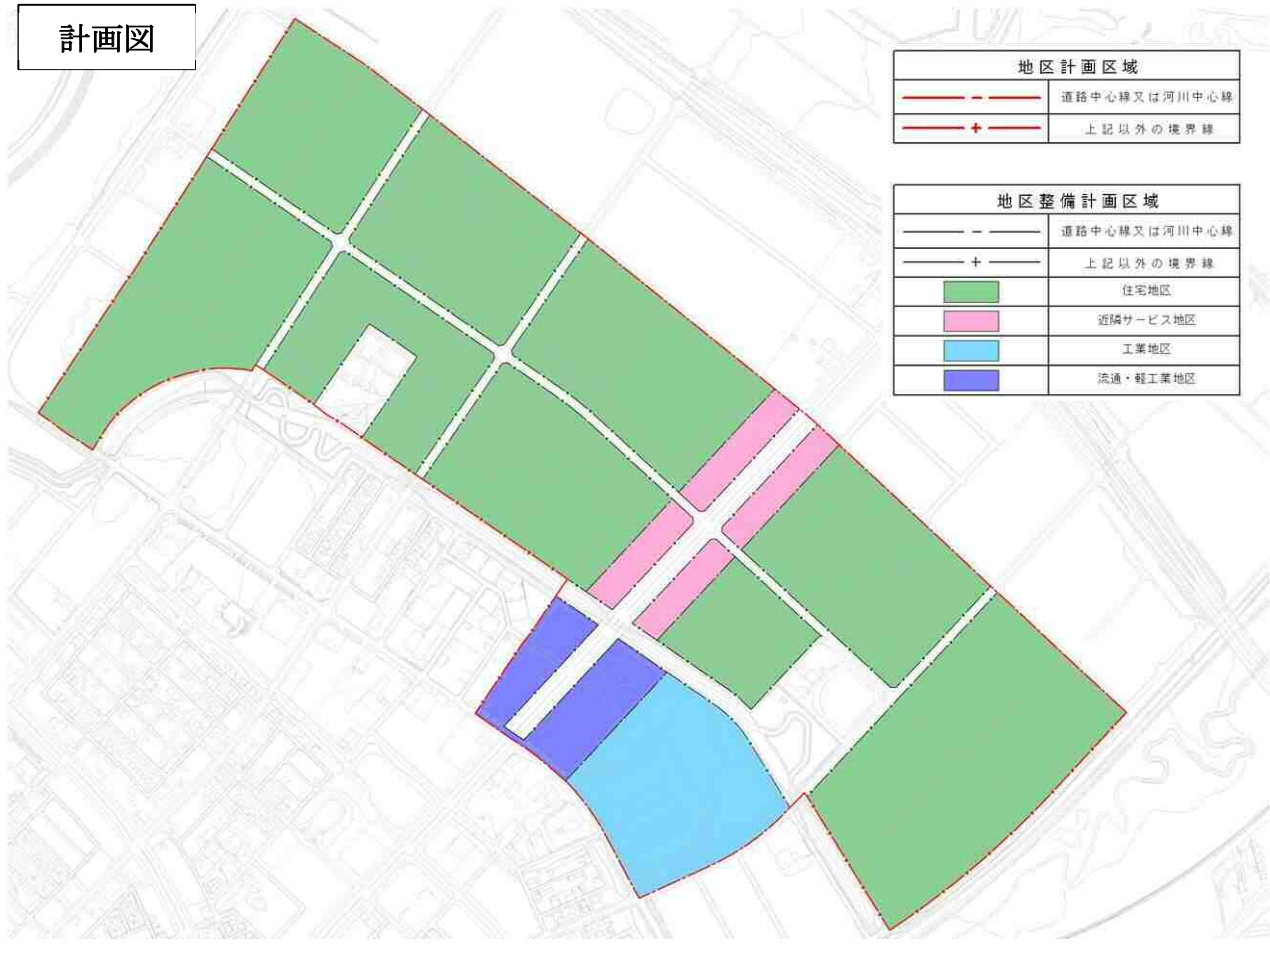 計画図
地区計画区域
道路中心線又は河川中心線
上記以外の境界線
地区整備計画区域
道路中心線又は河川中心線
上記以外の境界線
住宅地区
近隣サービス地区
工業地区
流通・軽工業地区